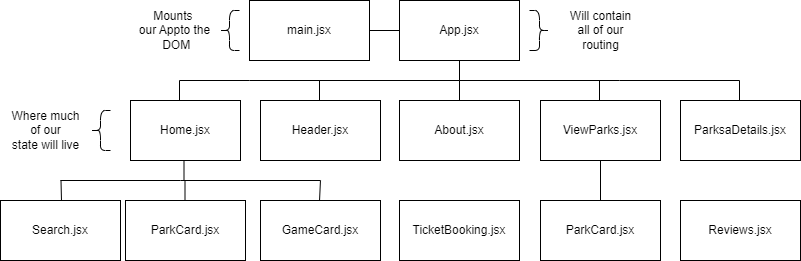 Mounts
our Appto the
DOM
main.jsx
App.jsx
Will contain
all of our
routing
Where much
of our
state will live
Home.jsx
Header.jsx
About.jsx
ViewParks.jsx
ParksaDetails.jsx
Search.jsx
ParkCard.jsx
GameCard.jsx
TicketBooking.jsx
ParkCard.jsx
Reviews.jsx